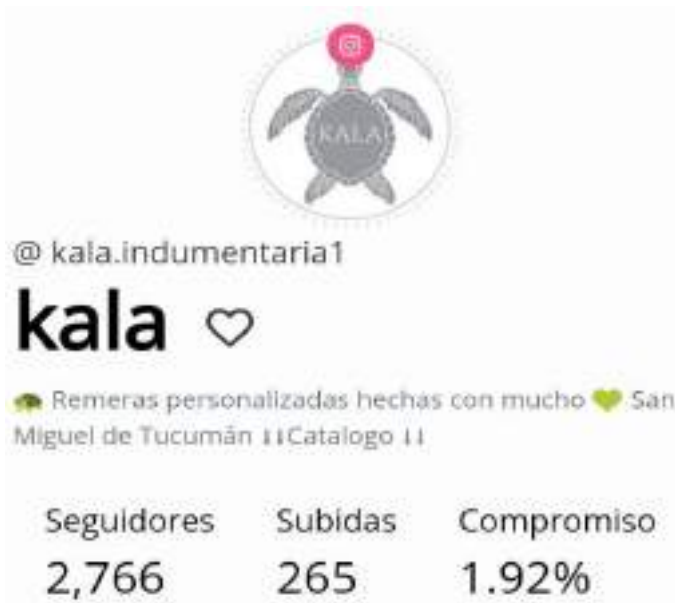 KALA
@ kala.indumentaria1
kala
Remeras personalizadas hechas con mucho 💚 San
Miguel de Tucumán ⭣⭣Catalogo ⭣⭣
Seguidores Subidas Compromiso
2,766 265 1.92%